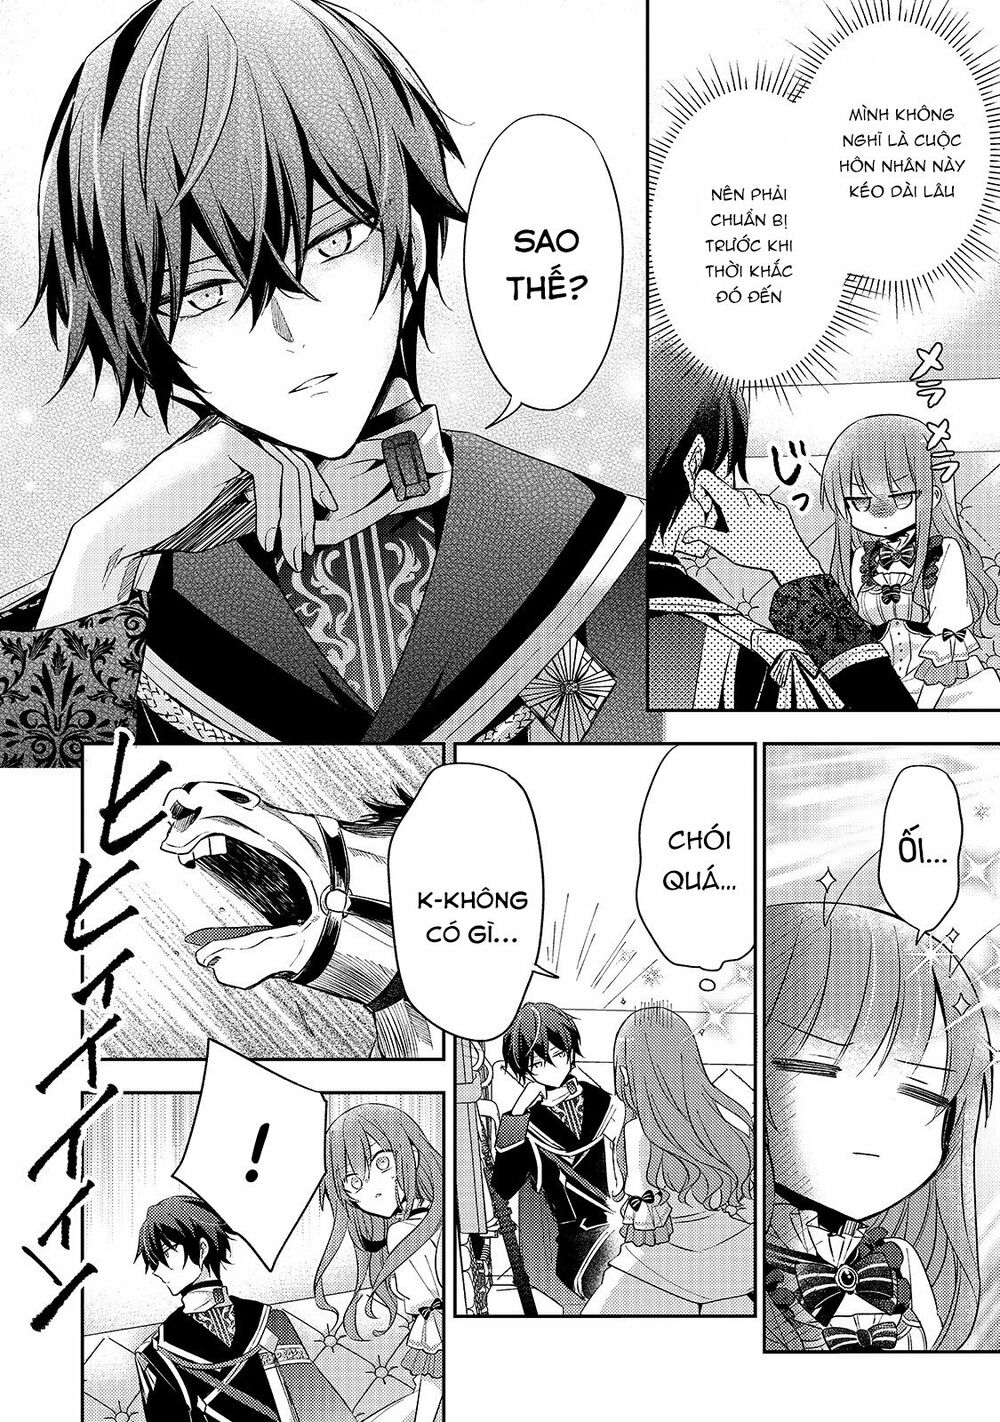 MÌNH KHÔNG
NGHĨ LÀ CUỘC
HÔN NHÂN NÀY
KÉO DÀI LÂU
NÊN PHẢI
CHUẨN BỊ
TRƯỚC KHI
THỜI KHẮC
ĐÓ ĐẾN
メラ
メラ
じっ
SAO
THẾ?
ỐI...
CHÓI
QUÁ...
K-KHÔNG
CÓ GÌ...
ヒヒィィィィィン
!